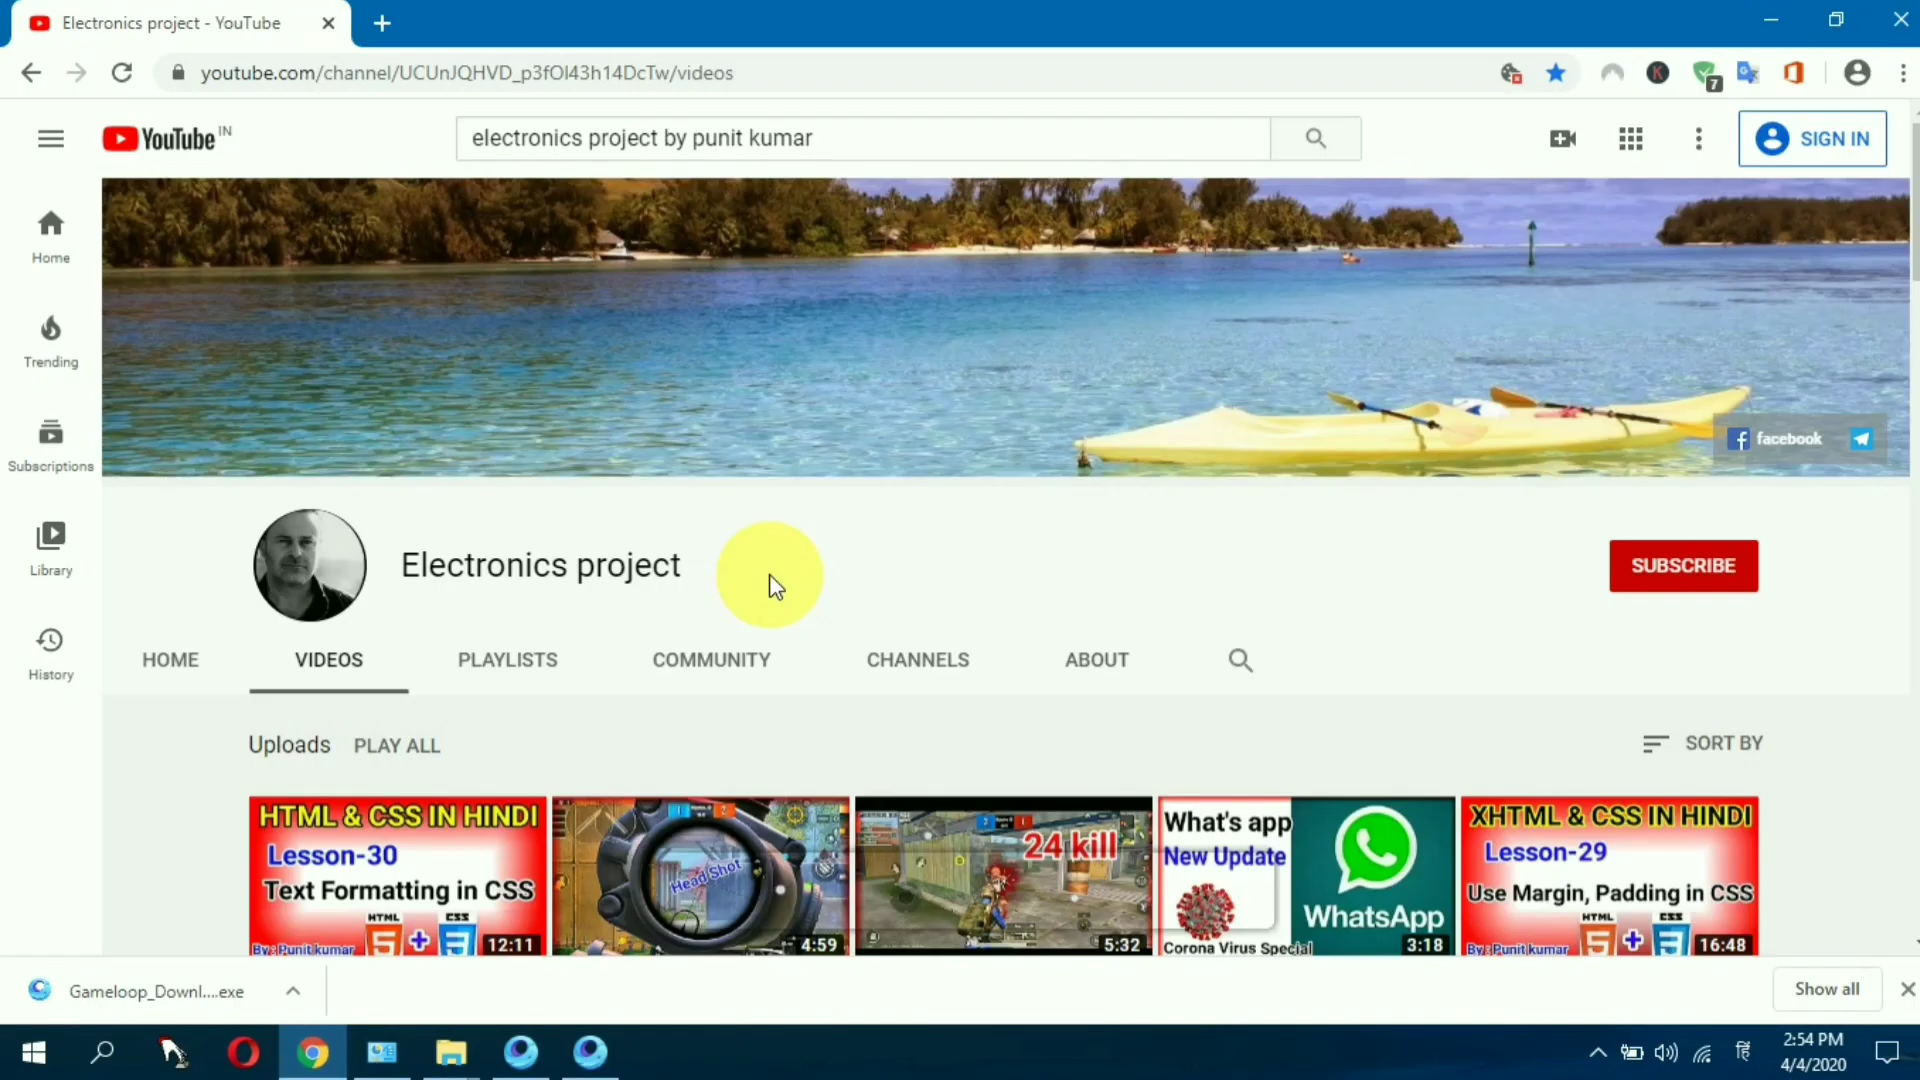 Electronics project - YouTube
youtube.com/channel/UCUnJQHVD_p3fOl43h14DcTw/videos
7
YouTube IN
electronics project by punit kumar
SIGN IN
Home
Trending
Subscriptions
Library
History
facebook
Electronics project
SUBSCRIBE
HOME
VIDEOS
PLAYLISTS
COMMUNITY
CHANNELS
ABOUT
Uploads
PLAY ALL
SORT BY
HTML & CSS IN HINDI
Lesson-30
Text Formatting in CSS
HTML
CSS
By : Punit kumar
12:11
Head Shot
4:59
24 kill
5:32
What's app
New Update
WhatsApp
Corona Virus Special
3:18
XHTML & CSS IN HINDI
Lesson-29
Use Margin, Padding in CSS
HTML
CSS
By : Punit kumar
16:48
Gameloop_Downl....exe
Show all
हिं
2:54 PM
4/4/2020